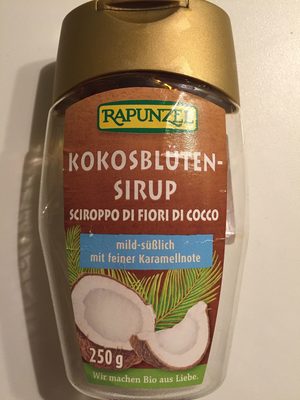 RAPUNZEL
KOKOSBLÜTEN-
SIRUP
SCIROPPO DI FIORI DI COCCO
mild-süßlich
mit feiner Karamellnote
250 g
Wir machen Bio aus Liebe.